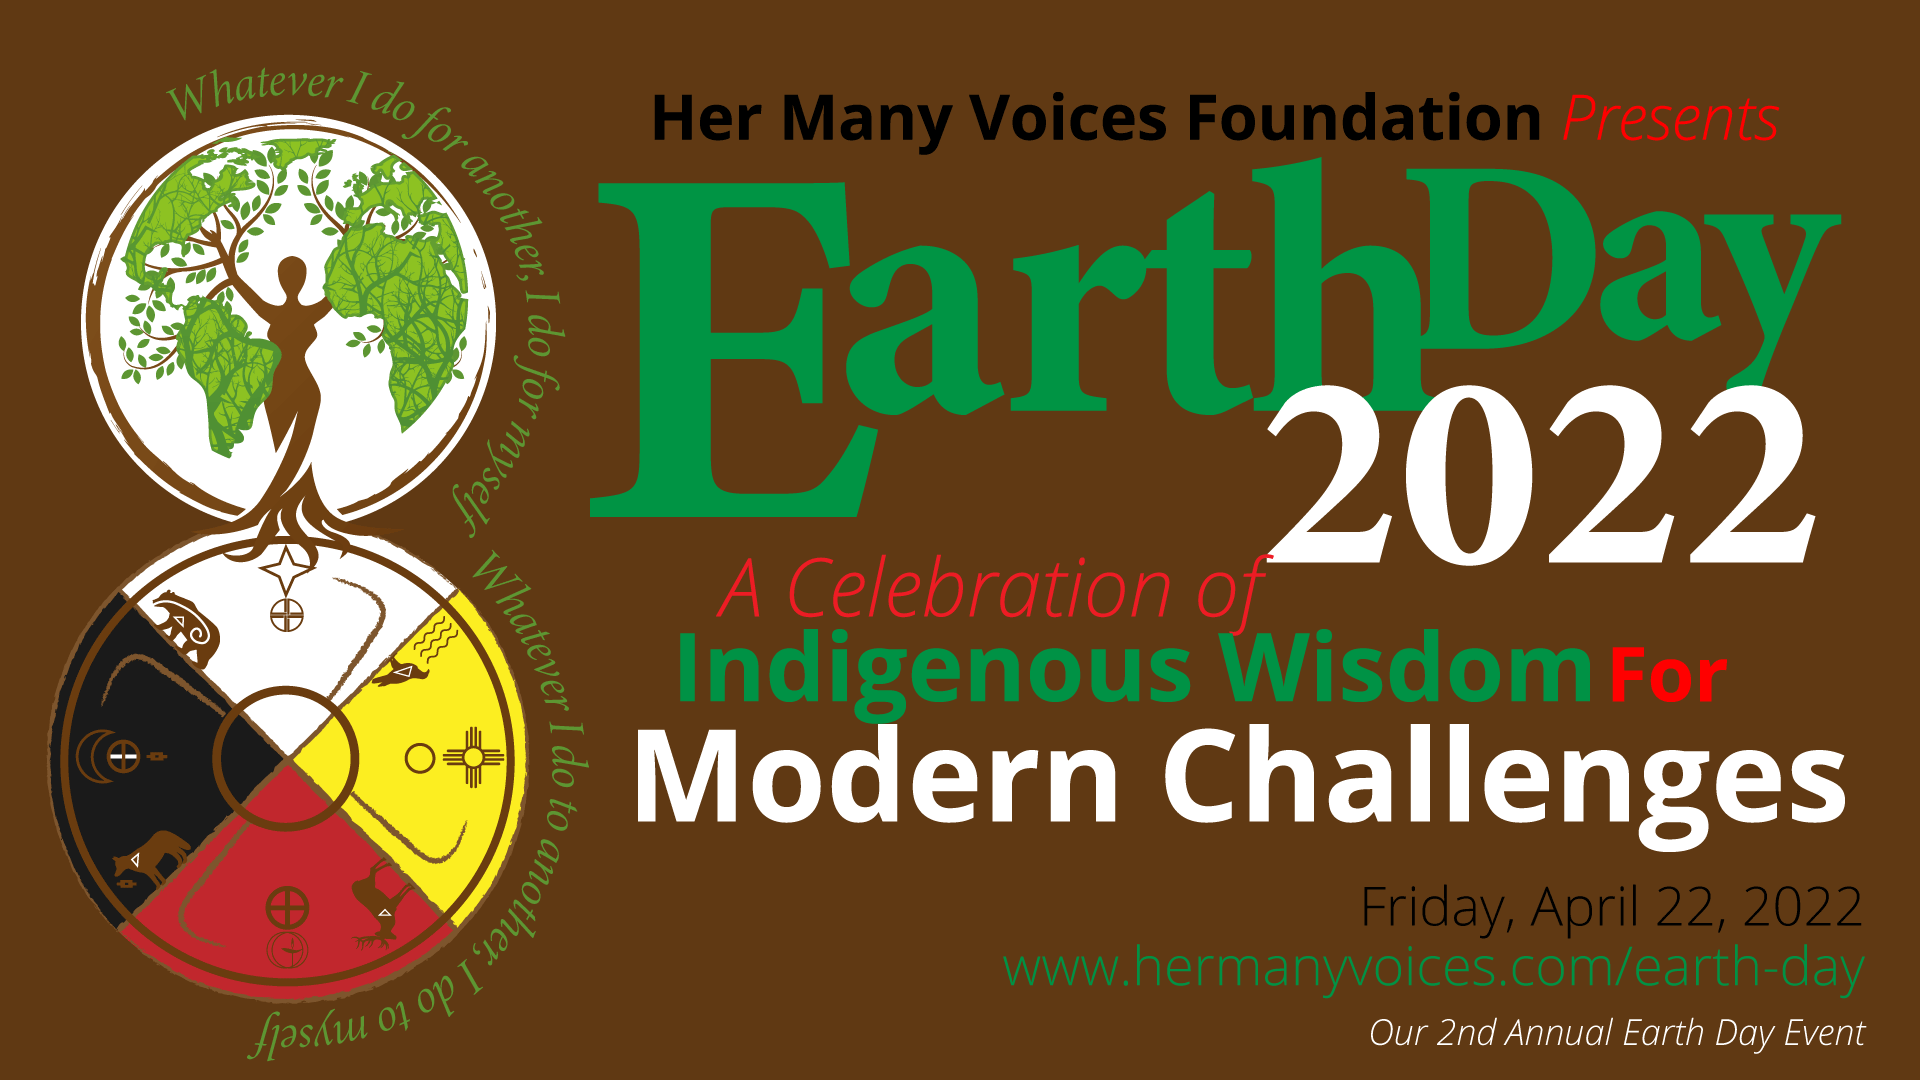 Whatever I do for another, I do for myself.
Whatever I do to another, I do to myself
Her Many Voices Foundation Presents
Earth Day
2022
A Celebration of
Indigenous Wisdom For
Modern Challenges
Friday, April 22, 2022
www.hermanyvoices.com/earth-day
Our 2nd Annual Earth Day Event